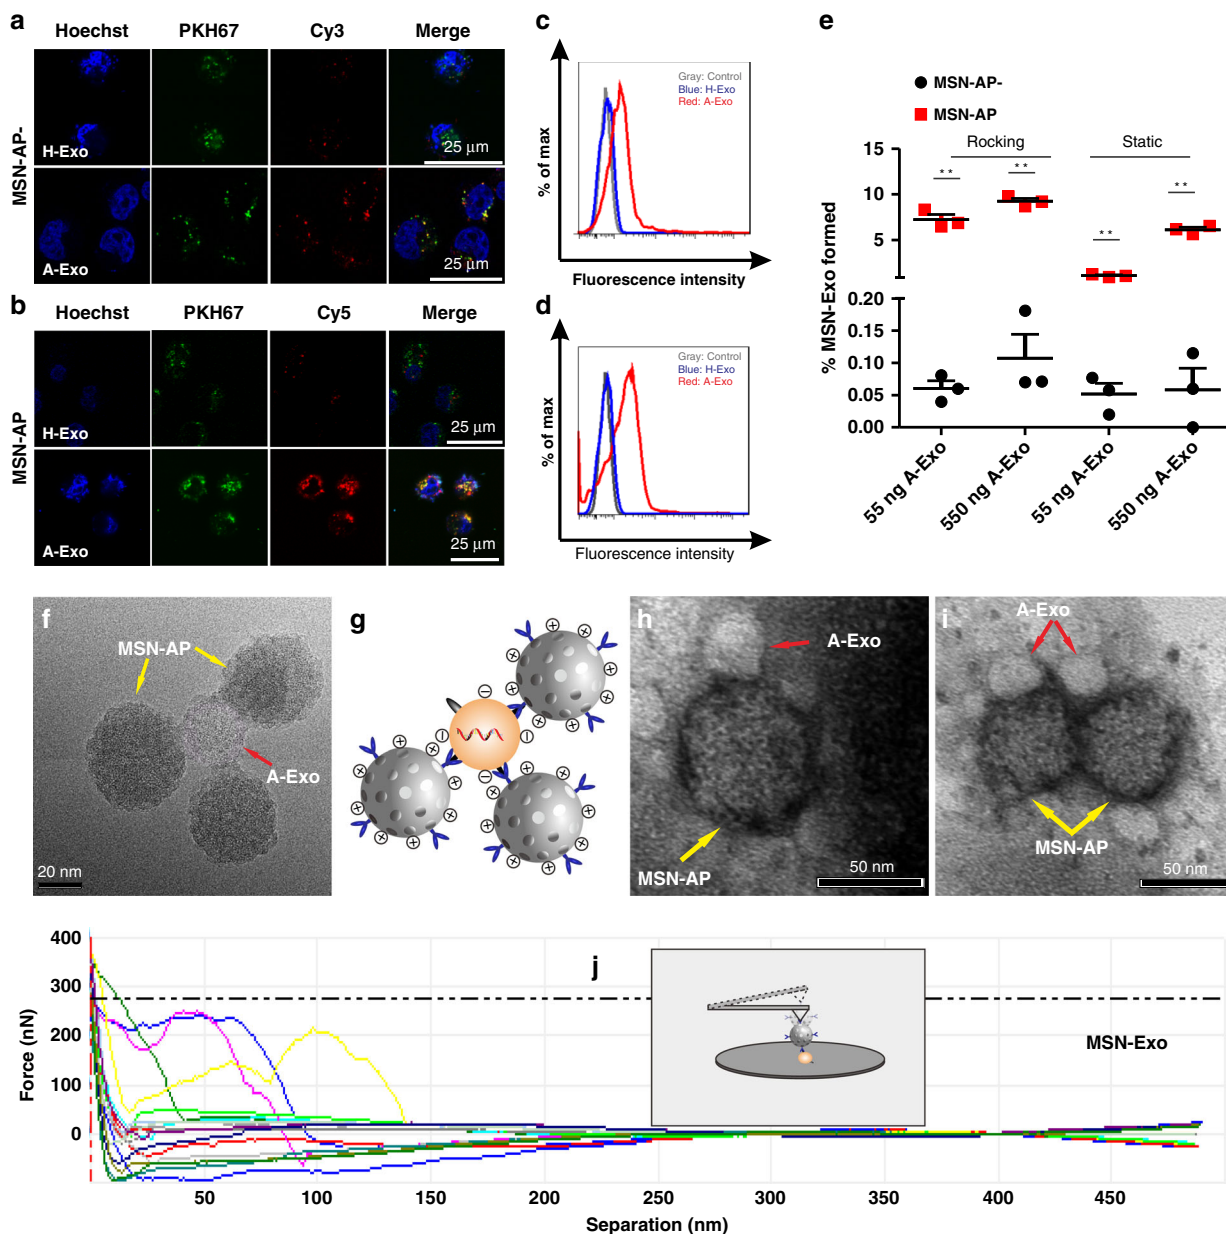 a
Hoechst PKH67 Cy3 Merge
MSN-AP-
H-Exo
25 µm
A-Exo
25 µm
b
Hoechst PKH67 Cy5 Merge
MSN-AP
H-Exo
25 µm
A-Exo
25 µm
c
Gray: Control
Blue: H-Exo
Red: A-Exo
% of max
Fluorescence intensity
d
Gray: Control
Blue: H-Exo
Red: A-Exo
% of max
Fluorescence intensity
e
MSN-AP-
MSN-AP
Rocking Static
** ** ** **
% MSN-Exo formed
15
10
5
0.20
0.15
0.10
0.05
0.00
55 ng A-Exo 550 ng A-Exo 55 ng A-Exo 550 ng A-Exo
f
MSN-AP
A-Exo
20 nm
g
h
A-Exo
MSN-AP
50 nm
i
A-Exo
MSN-AP
50 nm
j
MSN-Exo
Force (nN)
400
300
200
100
0
50 100 150 200 250 300 350 400 450
Separation (nm)